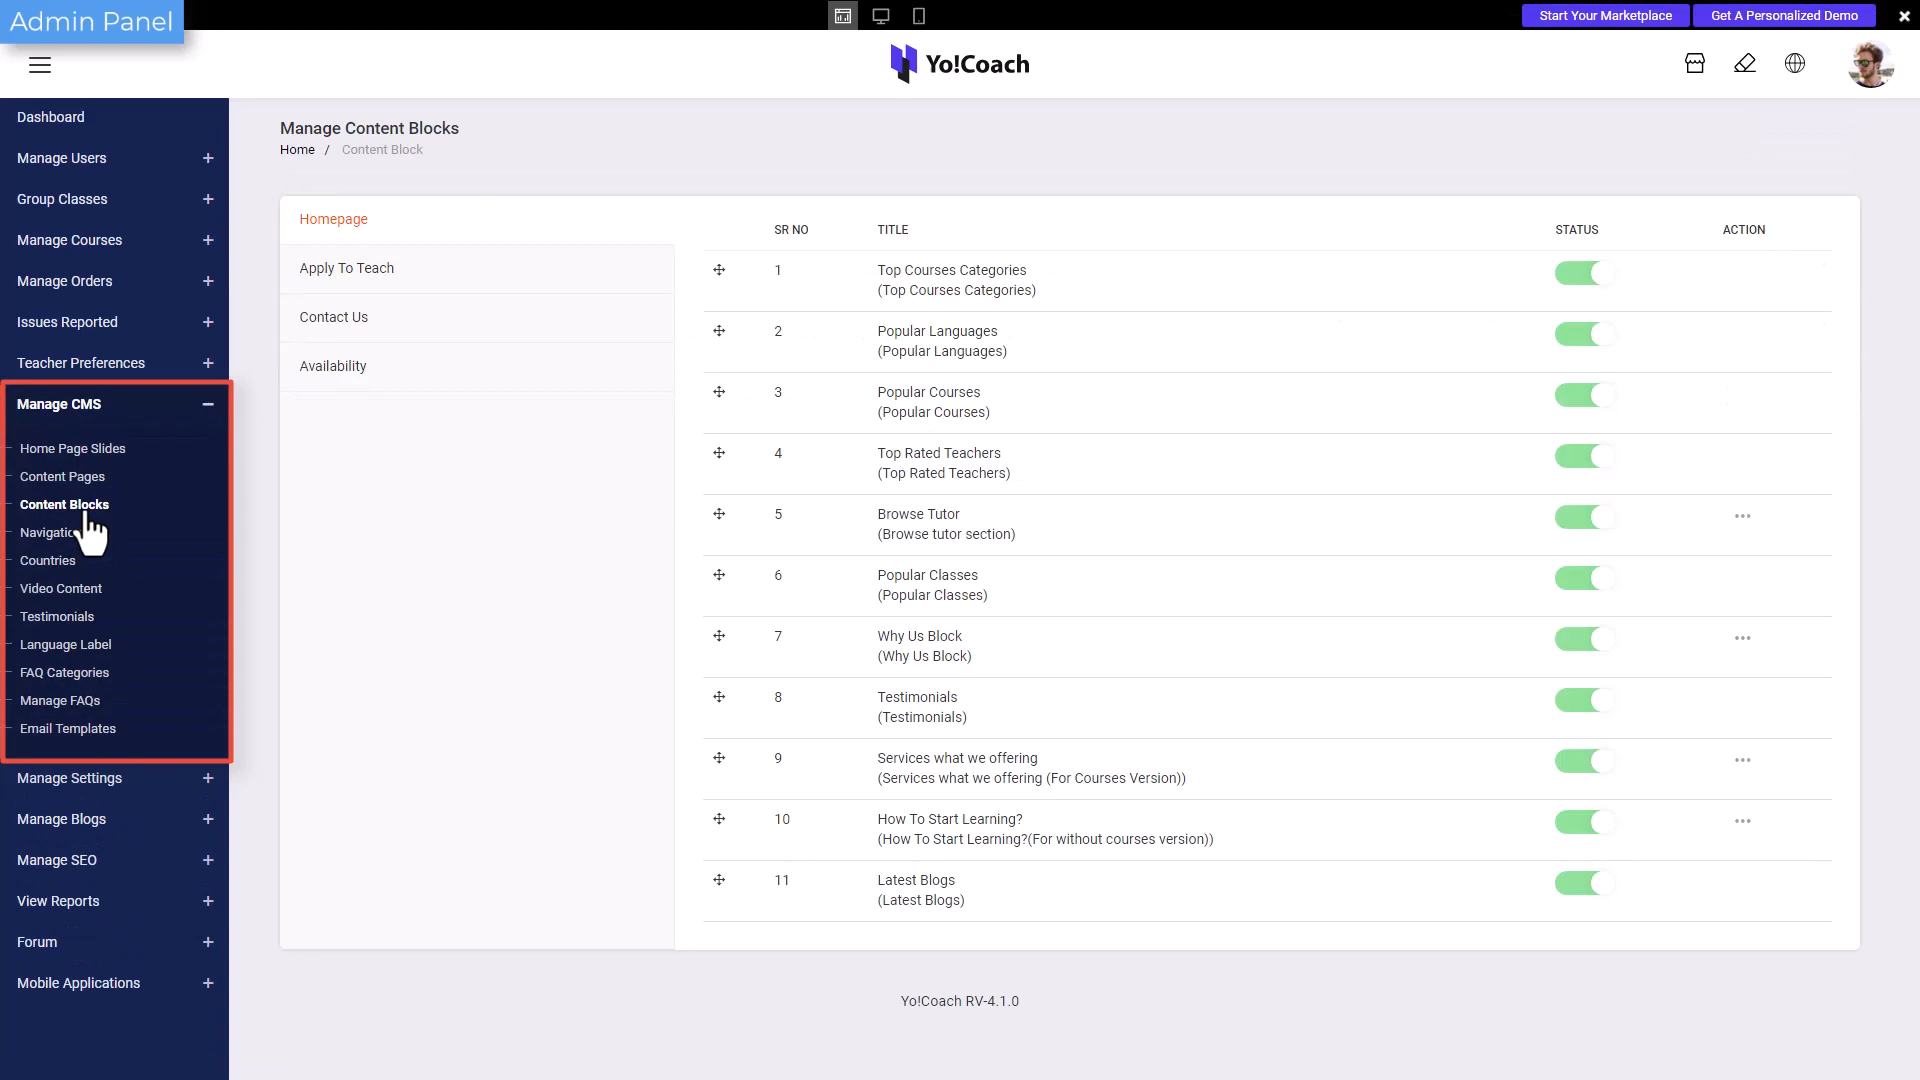 Admin Panel
Start Your Marketplace
Get A Personalized Demo
Yo!Coach
Dashboard
Manage Users
Group Classes
Manage Courses
Manage Orders
Issues Reported
Teacher Preferences
Manage CMS
Home Page Slides
Content Pages
Content Blocks
Navigatio
Countries
Video Content
Testimonials
Language Label
FAQ Categories
Manage FAQs
Email Templates
Manage Settings
Manage Blogs
Manage SEO
View Reports
Forum
Mobile Applications
Manage Content Blocks
Home / Content Block
Homepage
Apply To Teach
Contact Us
Availability
SR NO TITLE STATUS ACTION
1 Top Courses Categories
(Top Courses Categories)
2 Popular Languages
(Popular Languages)
3 Popular Courses
(Popular Courses)
4 Top Rated Teachers
(Top Rated Teachers)
5 Browse Tutor
(Browse tutor section)
6 Popular Classes
(Popular Classes)
7 Why Us Block
(Why Us Block)
8 Testimonials
(Testimonials)
9 Services what we offering
(Services what we offering (For Courses Version))
10 How To Start Learning?
(How To Start Learning?(For without courses version))
11 Latest Blogs
(Latest Blogs)
Yo!Coach RV-4.1.0